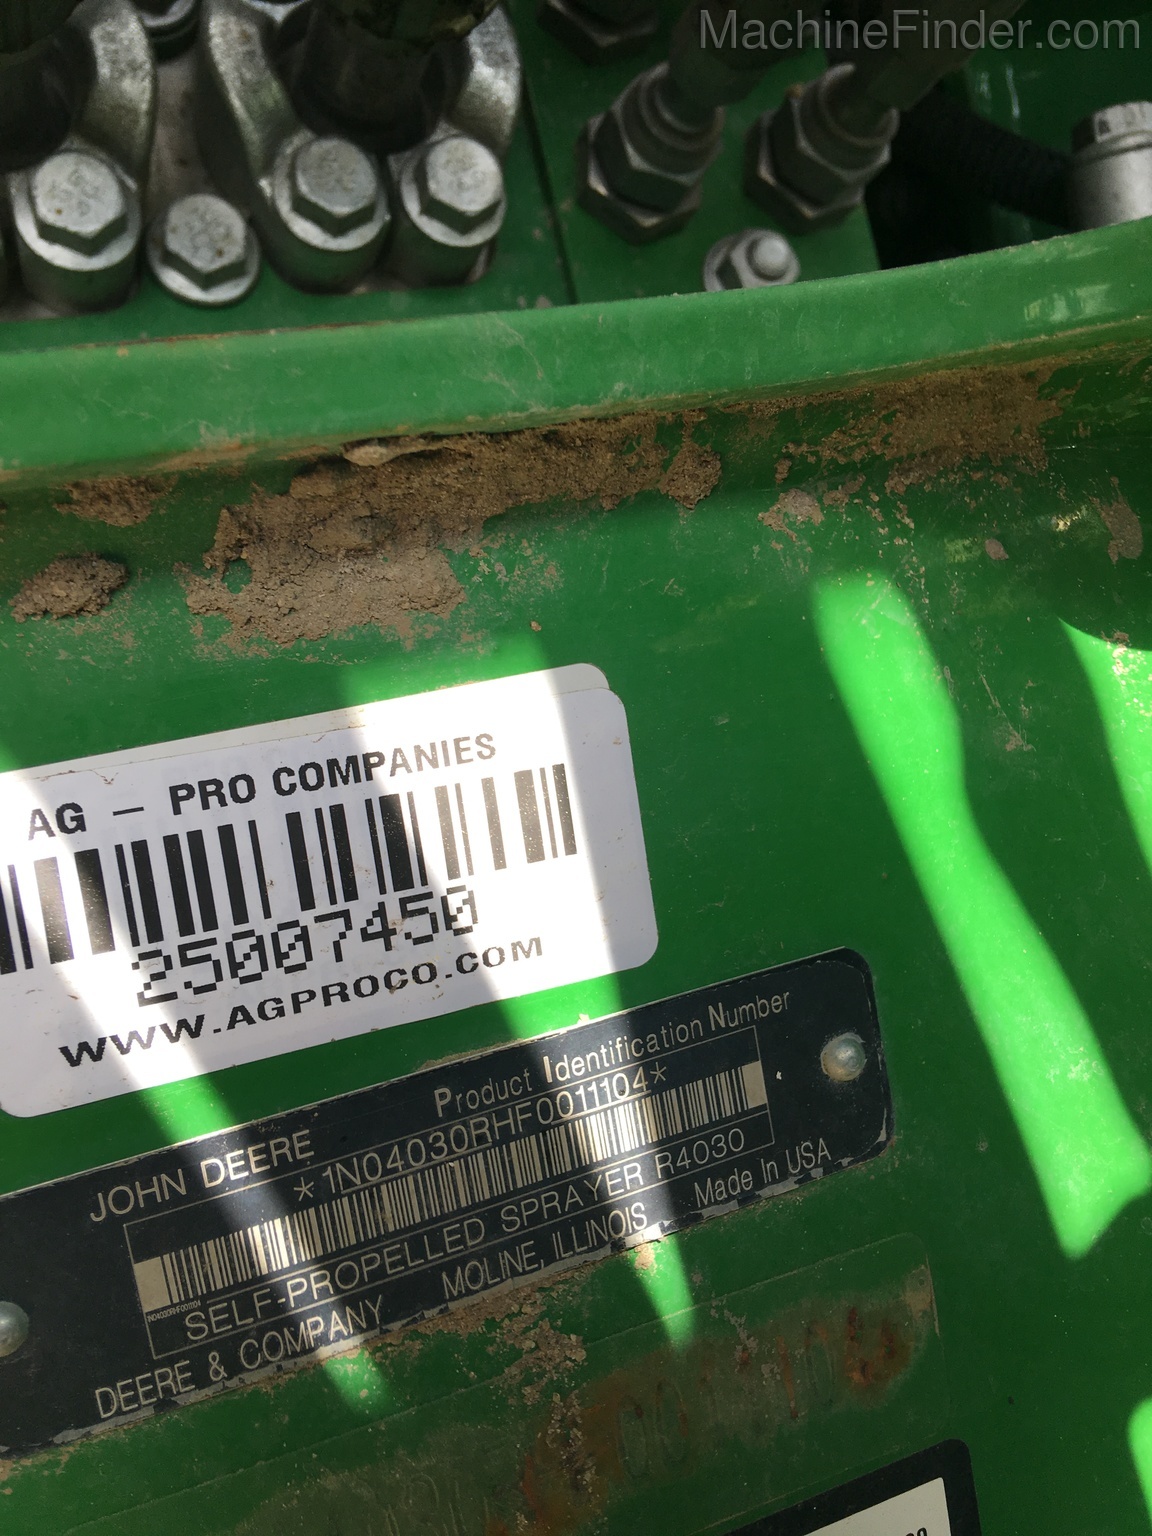 MachineFinder.com
AG - PRO COMPANIES
25007450
WWW.AGPROCO.COM
Product Identification Number
JOHN DEERE
*1N04030RHF0011104*
1N04030RHF0011104
SELF-PROPELLED SPRAYER R4030
DEERE & COMPANY MOLINE, ILLINOIS Made In USA